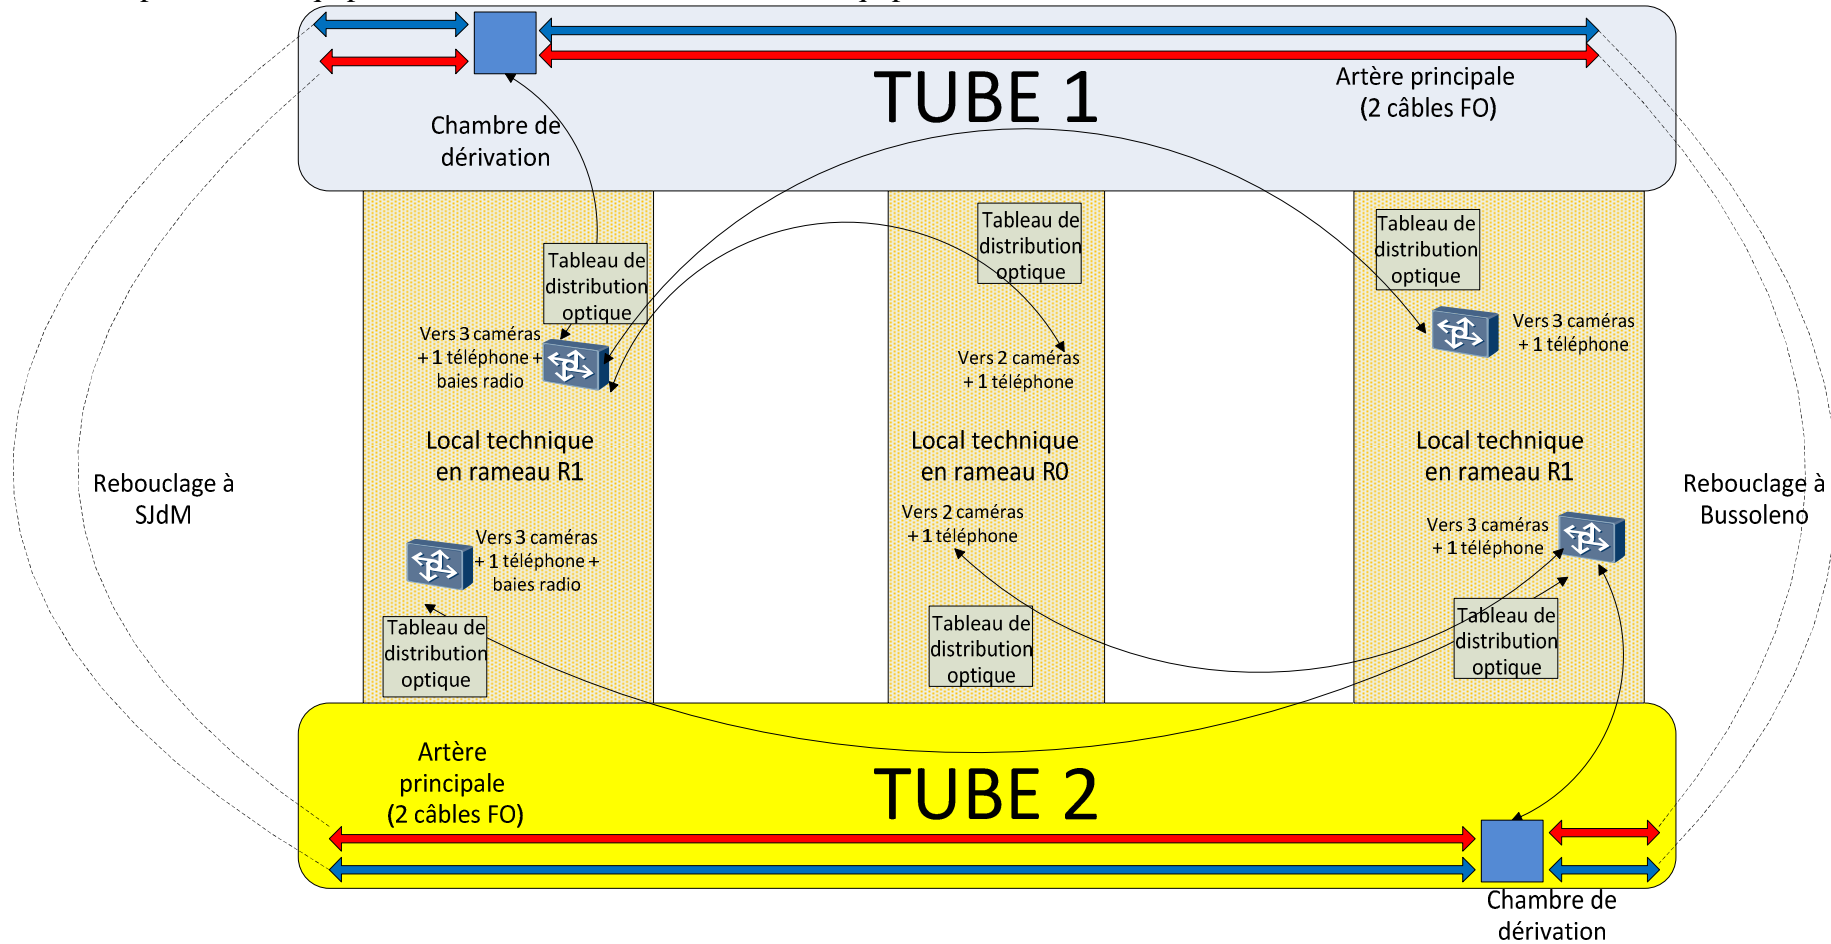 TUBE 1
Artère principale
(2 câbles FO)
Chambre de
dérivation
Tableau de
distribution
optique
Tableau de
distribution
optique
Tableau de
distribution
optique
Vers 3 caméras
+ 1 téléphone +
baies radio
Vers 2 caméras
+ 1 téléphone
Vers 3 caméras
+ 1 téléphone
Local technique
en rameau R1
Local technique
en rameau R0
Local technique
en rameau R1
Rebouclage à
SJdM
Rebouclage à
Bussoleno
Vers 3 caméras
+ 1 téléphone +
baies radio
Vers 2 caméras
+ 1 téléphone
Vers 3 caméras
+ 1 téléphone
Tableau de
distribution
optique
Tableau de
distribution
optique
Tableau de
distribution
optique
Artère
principale
(2 câbles FO)
TUBE 2
Chambre de
dérivation